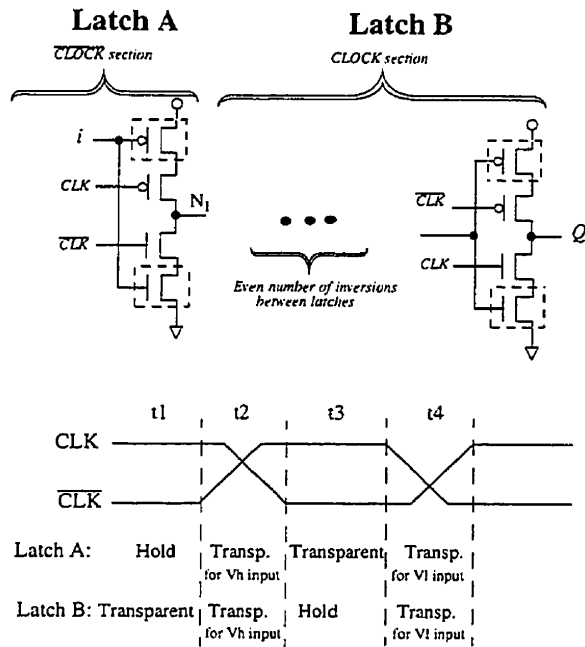 Latch A
Latch B
CLOCK section
CLOCK section
i
CLK
N1
CLK
CLK
CLK
Q
Even number of inversions
between latches
t1 t2 t3 t4
CLK
CLK
Latch A: Hold Transp. Transparent Transp.
for Vh input for Vl input
Latch B: Transparent Transp. Hold Transp.
for Vh input for Vl input